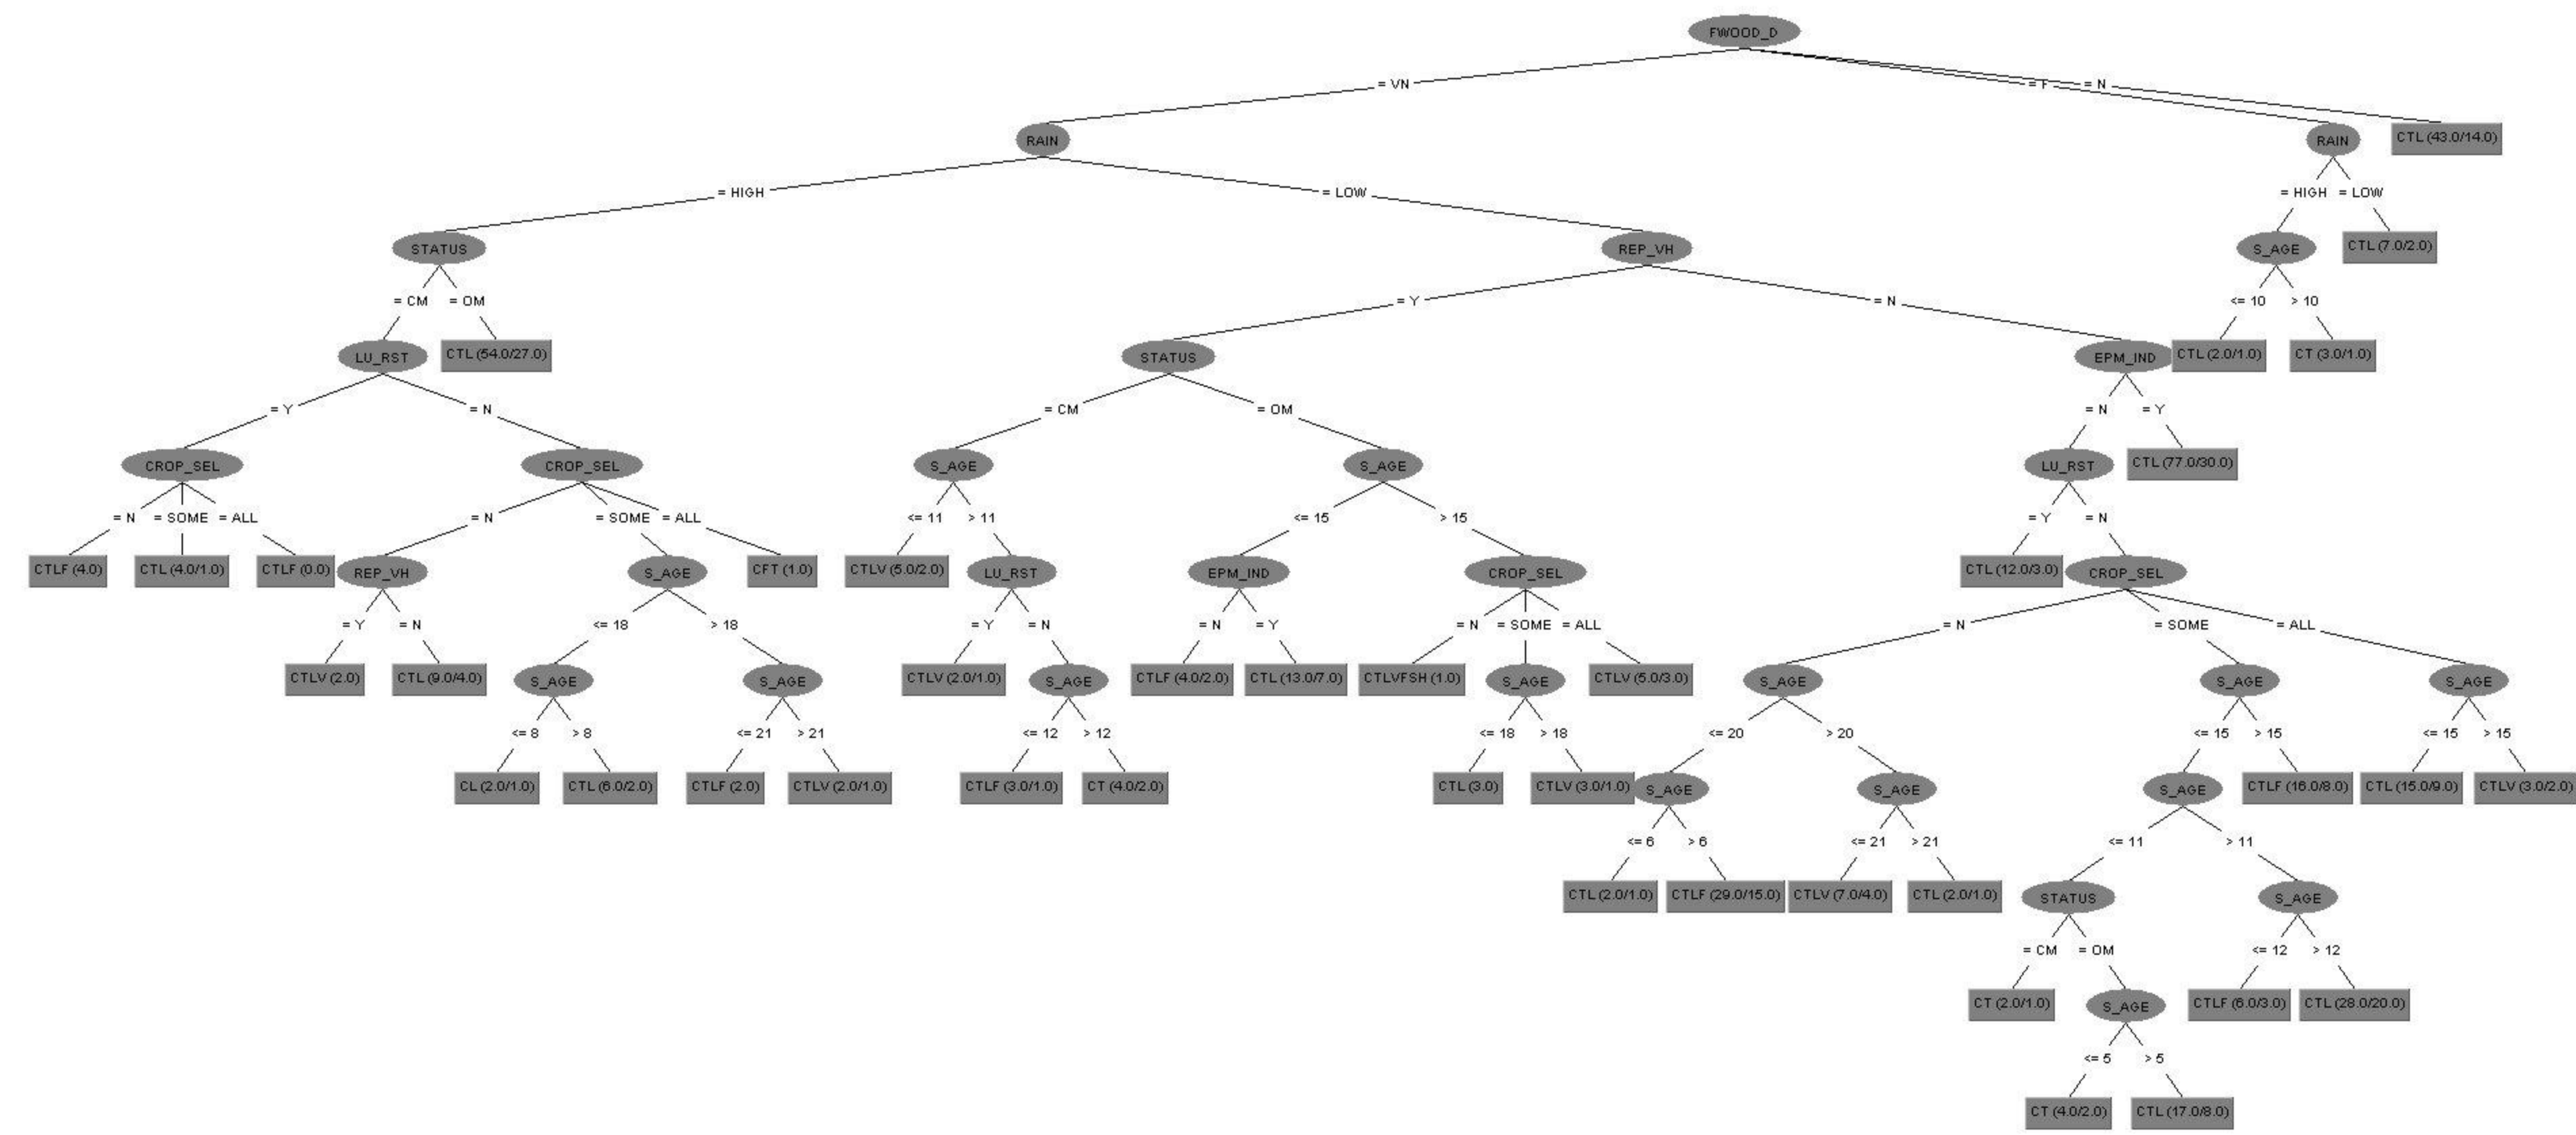 FWOOD_D
= VN
= F
= N
RAIN
RAIN
CTL (43.0/14.0)
= HIGH
= LOW
= HIGH
= LOW
STATUS
REP_VH
S_AGE
CTL (7.0/2.0)
= CM
= OM
= Y
= N
<= 10
> 10
LU_RST
CTL (54.0/27.0)
STATUS
EPM_IND
CTL (2.0/1.0)
CT (3.0/1.0)
= Y
= N
= CM
= OM
= N
= Y
CROP_SEL
CROP_SEL
S_AGE
S_AGE
LU_RST
CTL (77.0/30.0)
= N
= SOME
= ALL
= N
= SOME
= ALL
<= 11
> 11
<= 15
> 15
= Y
= N
CTLF (4.0)
CTL (4.0/1.0)
CTLF (0.0)
REP_VH
S_AGE
CFT (1.0)
CTLV (5.0/2.0)
LU_RST
EPM_IND
CROP_SEL
CTL (12.0/3.0)
CROP_SEL
= Y
= N
<= 18
> 18
= Y
= N
= N
= Y
= N
= SOME
= ALL
= N
= SOME
= ALL
CTLV (2.0)
CTL (9.0/4.0)
S_AGE
S_AGE
CTLV (2.0/1.0)
S_AGE
CTLF (4.0/2.0)
CTL (13.0/7.0)
CTLVFSH (1.0)
S_AGE
CTLV (5.0/3.0)
S_AGE
S_AGE
S_AGE
<= 8
> 8
<= 21
> 21
<= 12
> 12
<= 18
> 18
<= 20
> 20
<= 15
> 15
<= 15
> 15
CL (2.0/1.0)
CTL (6.0/2.0)
CTLF (2.0)
CTLV (2.0/1.0)
CTLF (3.0/1.0)
CT (4.0/2.0)
CTL (3.0)
CTLV (3.0/1.0)
S_AGE
S_AGE
S_AGE
CTLF (16.0/8.0)
CTL (15.0/9.0)
CTLV (3.0/2.0)
<= 6
> 6
<= 21
> 21
<= 11
> 11
CTL (2.0/1.0)
CTLF (29.0/15.0)
CTLV (7.0/4.0)
CTL (2.0/1.0)
STATUS
S_AGE
= CM
= OM
<= 12
> 12
CT (2.0/1.0)
S_AGE
CTLF (6.0/3.0)
CTL (28.0/20.0)
<= 5
> 5
CT (4.0/2.0)
CTL (17.0/8.0)